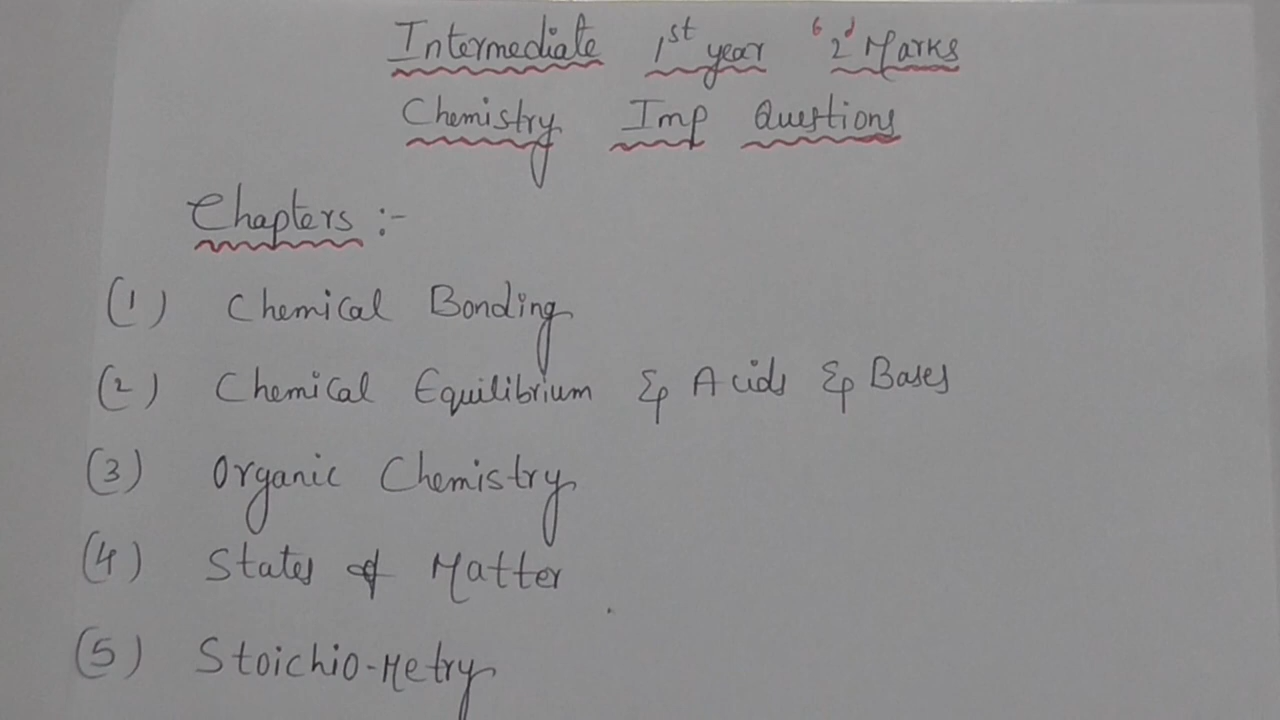 Intermediate 1st year "2" Marks
Chemistry Imp Questions
Chapters :-
(1) Chemical Bonding
(2) Chemical Equilibrium & Acids & Bases
(3) Organic Chemistry
(4) States of Matter
(5) Stoichio-Metry